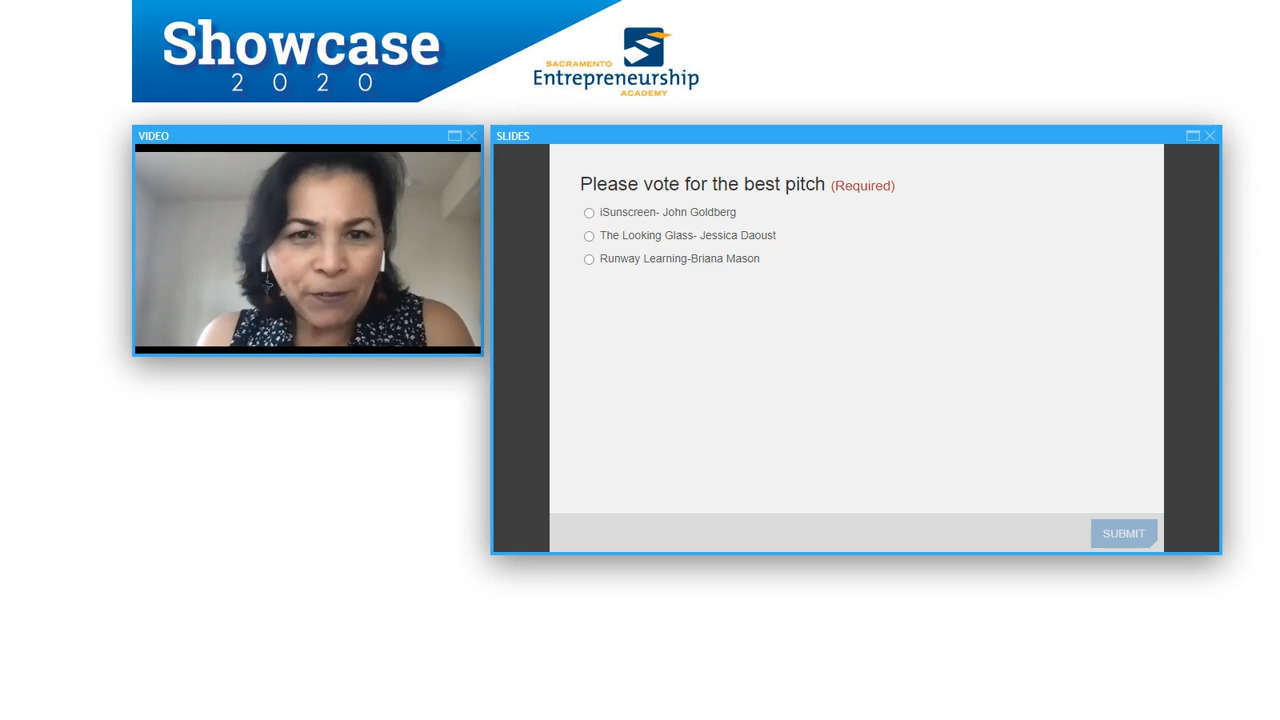 Showcase
2 0 2 0
SACRAMENTO
Entrepreneurship
ACADEMY
VIDEO
SLIDES
Please vote for the best pitch (Required)
iSunscreen- John Goldberg
The Looking Glass- Jessica Daoust
Runway Learning-Briana Mason
SUBMIT